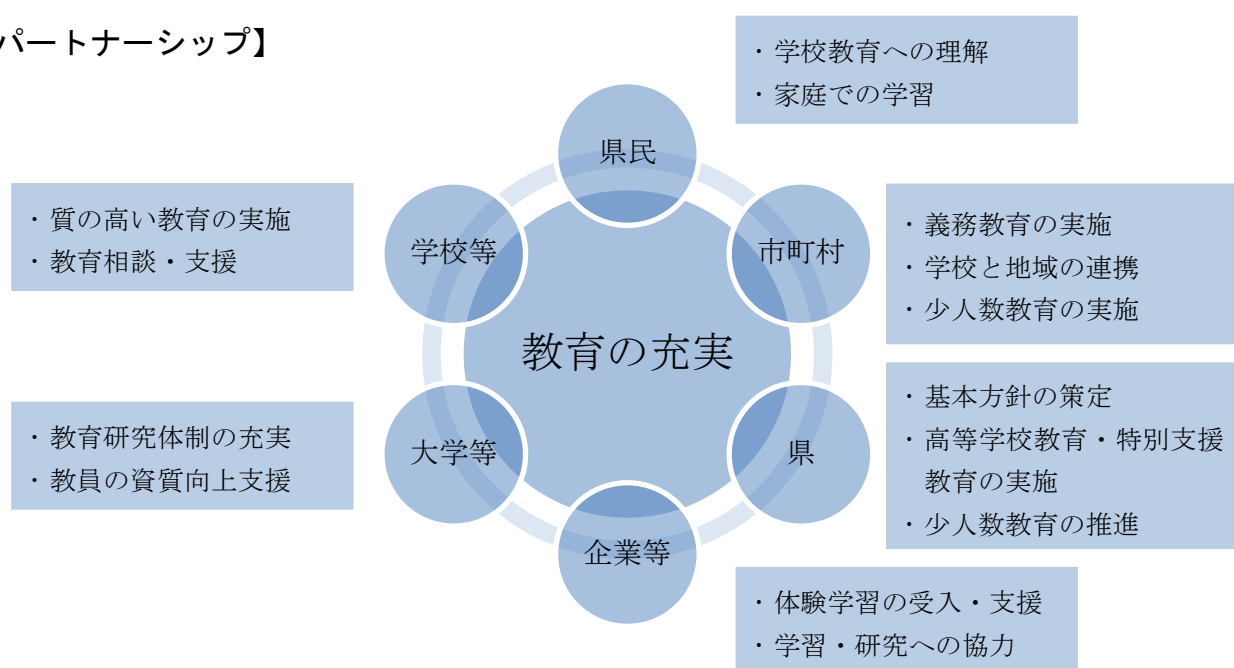 パートナーシップ】
・学校教育への理解
・家庭での学習
県民
・質の高い教育の実施
・教育相談・支援
学校等
市町村
・義務教育の実施
・学校と地域の連携
・少人数教育の実施
教育の充実
・教育研究体制の充実
・教員の資質向上支援
大学等
県
・基本方針の策定
・高等学校教育・特別支援
教育の実施
・少人数教育の推進
企業等
・体験学習の受入・支援
・学習・研究への協力